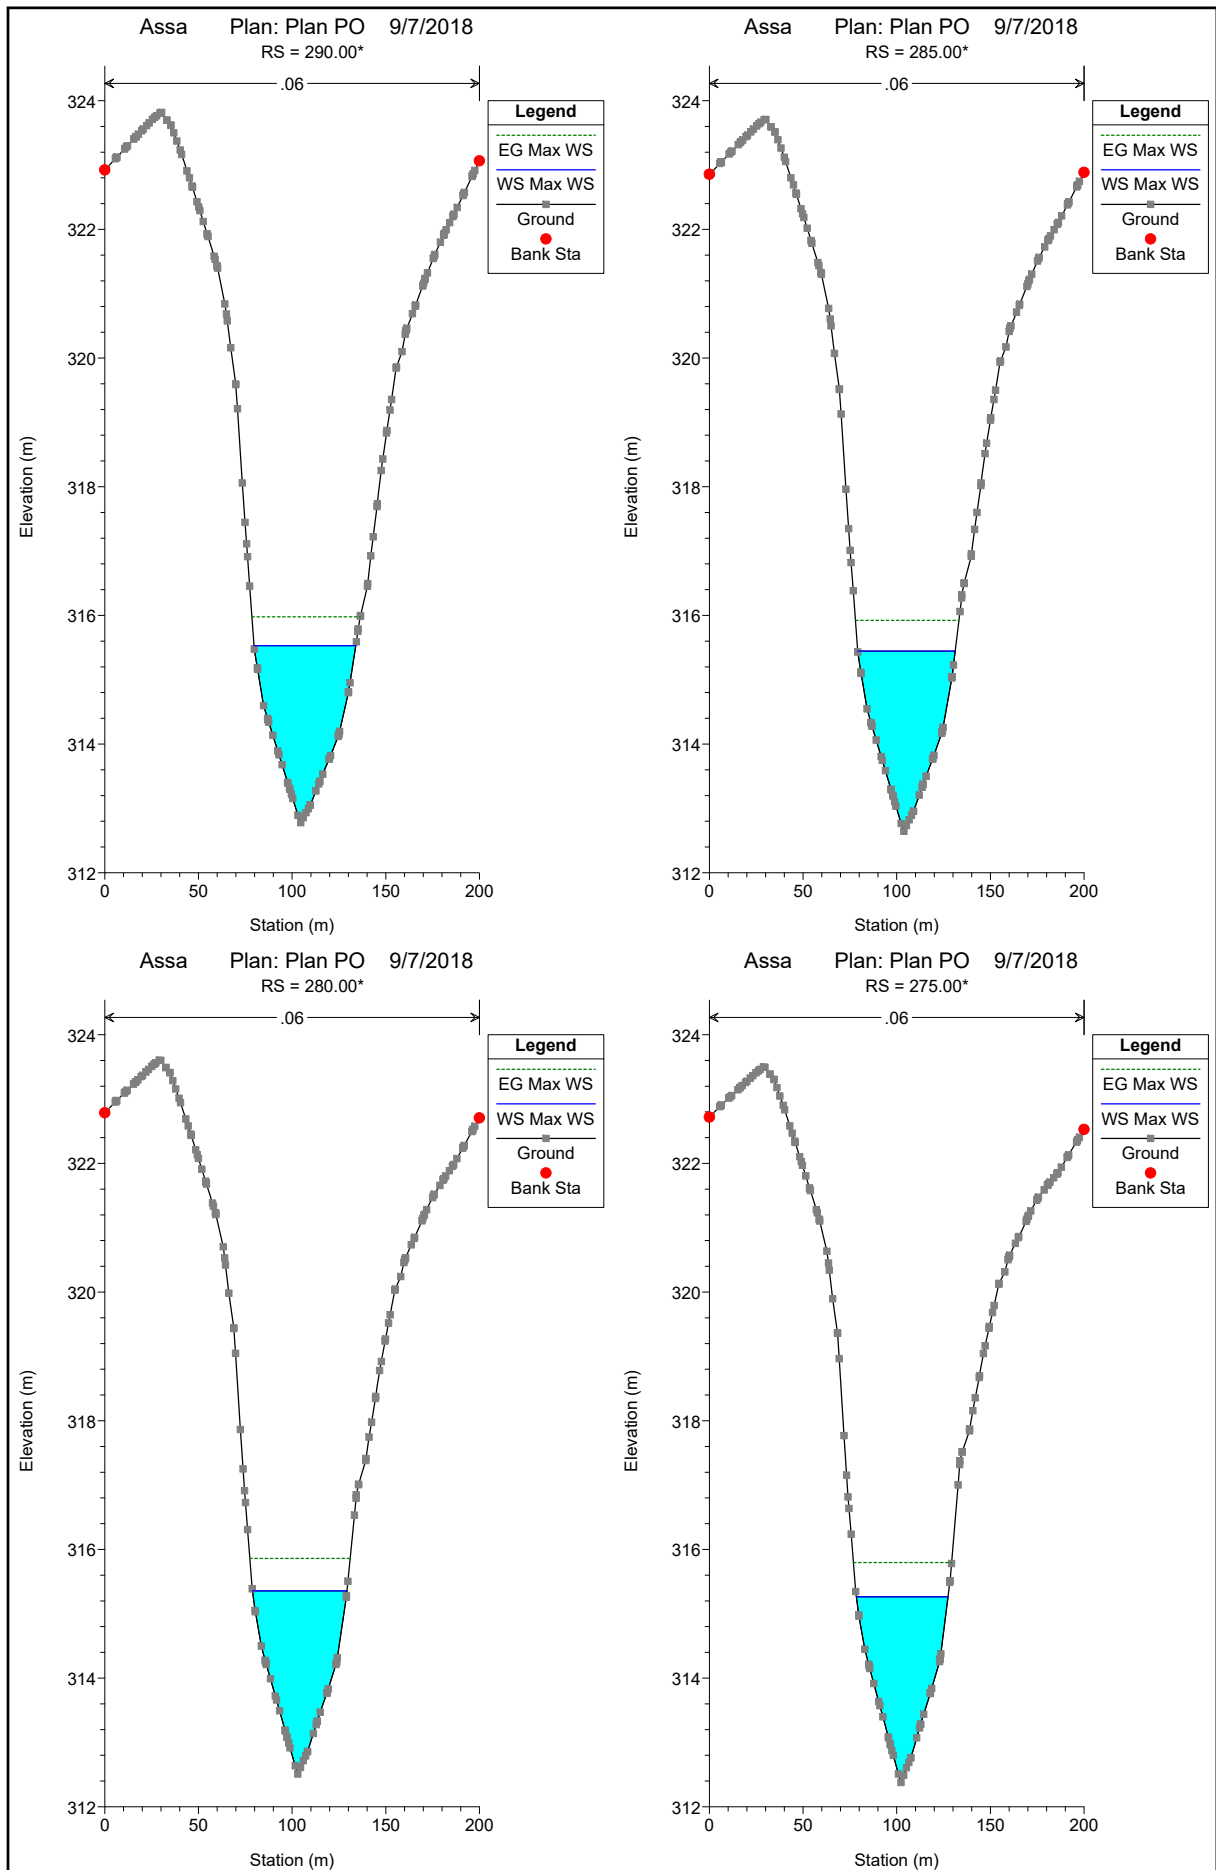 Assa Plan: Plan PO 9/7/2018
RS = 290.00*
.06
324
322
320
318
316
314
312
0 50 100 150 200
Elevation (m)
Station (m)
Legend
EG Max WS
WS Max WS
Ground
Bank Sta
Assa Plan: Plan PO 9/7/2018
RS = 285.00*
.06
324
322
320
318
316
314
312
0 50 100 150 200
Elevation (m)
Station (m)
Legend
EG Max WS
WS Max WS
Ground
Bank Sta
Assa Plan: Plan PO 9/7/2018
RS = 280.00*
.06
324
322
320
318
316
314
312
0 50 100 150 200
Elevation (m)
Station (m)
Legend
EG Max WS
WS Max WS
Ground
Bank Sta
Assa Plan: Plan PO 9/7/2018
RS = 275.00*
.06
324
322
320
318
316
314
312
0 50 100 150 200
Elevation (m)
Station (m)
Legend
EG Max WS
WS Max WS
Ground
Bank Sta